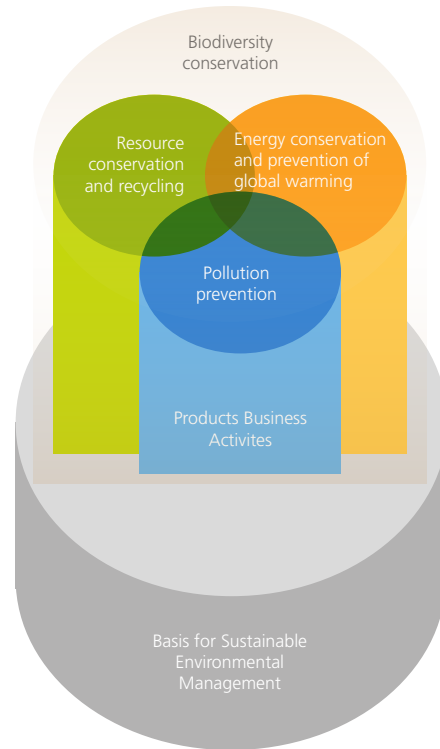 Biodiversity
conservation
Resource
conservation
and recycling
Energy conservation
and prevention of
global warming
Pollution
prevention
Products Business
Activites
Basis for Sustainable
Environmental
Management